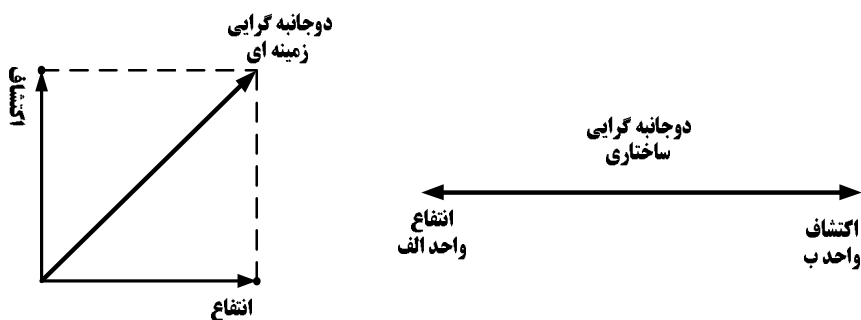 دوجانبه گرایی
زمینه ای
اکتشاف
انتفاع
دوجانبه گرایی
ساختاری
انتفاع
واحد الف
اکتشاف
واحد ب